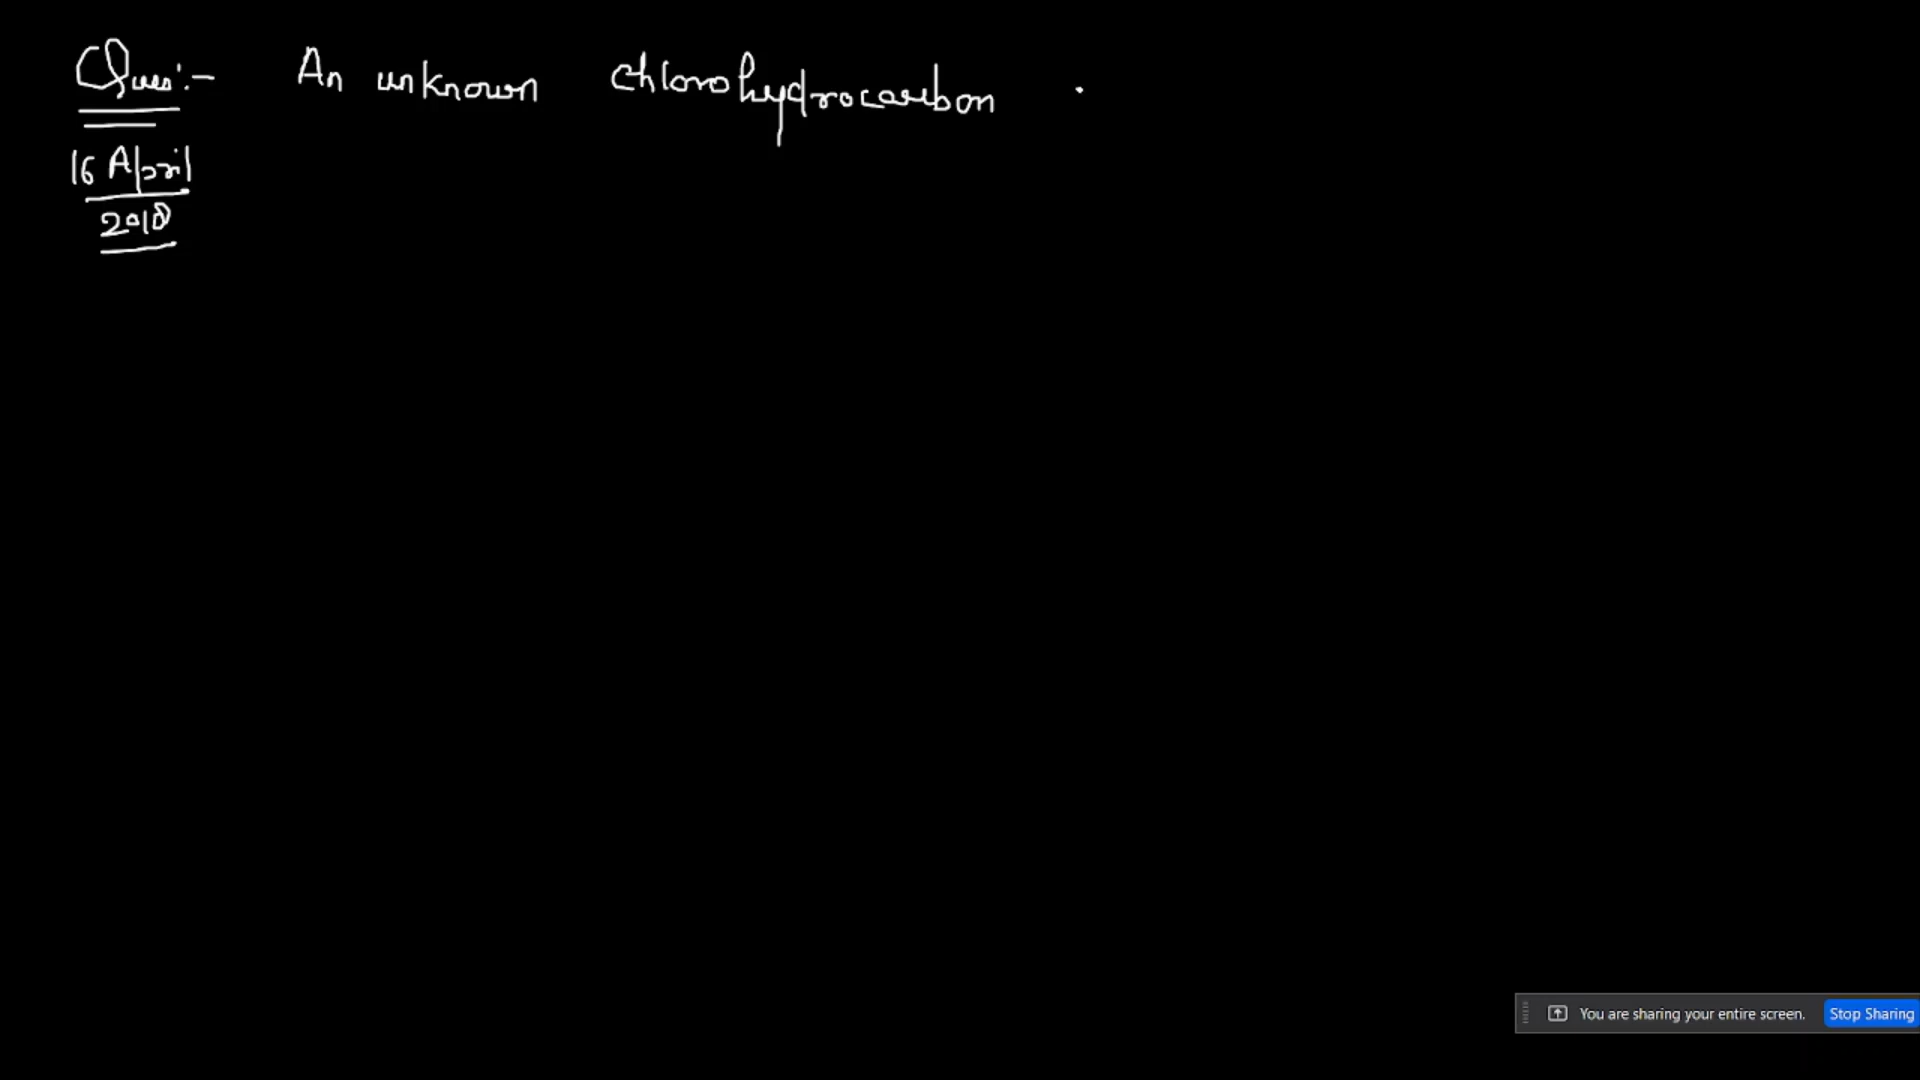 Ques:- An unknown chlorohydrocarbon
16 April
2018
You are sharing your entire screen. Stop Sharing